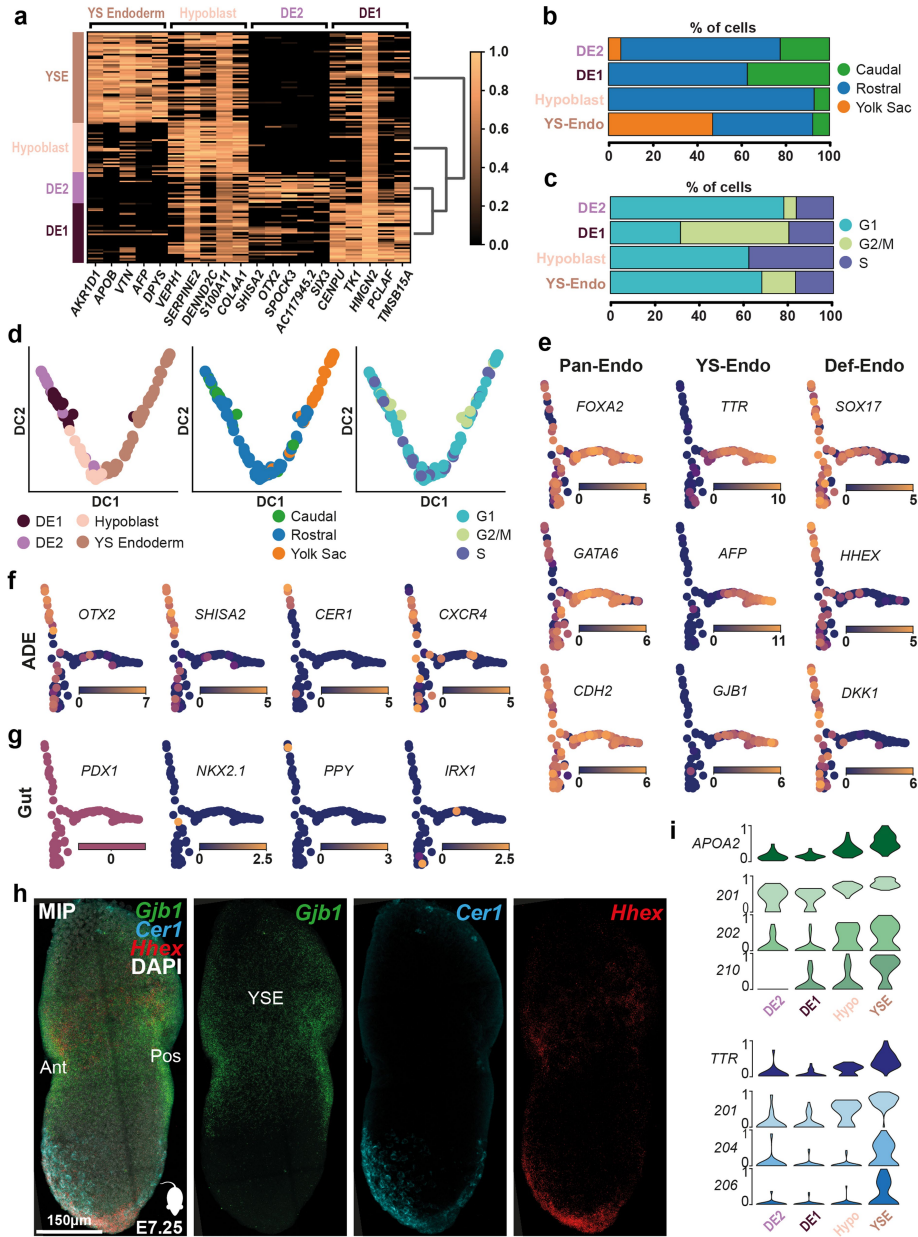 a
YS Endoderm Hypoblast DE2 DE1
YSE
Hypoblast
DE2
DE1
1.0
0.8
0.6
0.4
0.2
0.0
AKR1D1 APOB VTN AFP DPYS VEPH1 SERPINE2 DENND2C S100A11 COL4A1 SHISA2 OTX2 SPOCK3 AC117945.2 SIX3 CENPU TK1 HMGN2 PCLAF TMSB15A
b
% of cells
DE2
DE1
Hypoblast
YS-Endo
0 20 40 60 80 100
Caudal
Rostral
Yolk Sac
c
% of cells
DE2
DE1
Hypoblast
YS-Endo
0 20 40 60 80 100
G1
G2/M
S
d
DC2 DC2 DC2
DC1 DC1 DC1
DE1 Hypoblast
DE2 YS Endoderm
Caudal
Rostral
Yolk Sac
G1
G2/M
S
e
Pan-Endo YS-Endo Def-Endo
FOXA2 TTR SOX17
0 5 0 10 0 5
GATA6 AFP HHEX
0 6 0 11 0 5
CDH2 GJB1 DKK1
0 6 0 6 0 6
f
ADE
OTX2 SHISA2 CER1 CXCR4
0 7 0 5 0 5 0 5
g
Gut
PDX1 NKX2.1 PPY IRX1
0 0 2.5 0 3 0 2.5
h
MIP Gjb1
Cer1
Hhex
DAPI
Ant Pos
150μm E7.25
Gjb1
YSE
Cer1
Hhex
i
APOA2 1 0
201 1 0
202 1 0
210 1 0
DE2 DE1 Hypo YSE
TTR 1 0
201 1 0
204 1 0
206 1 0
DE2 DE1 Hypo YSE